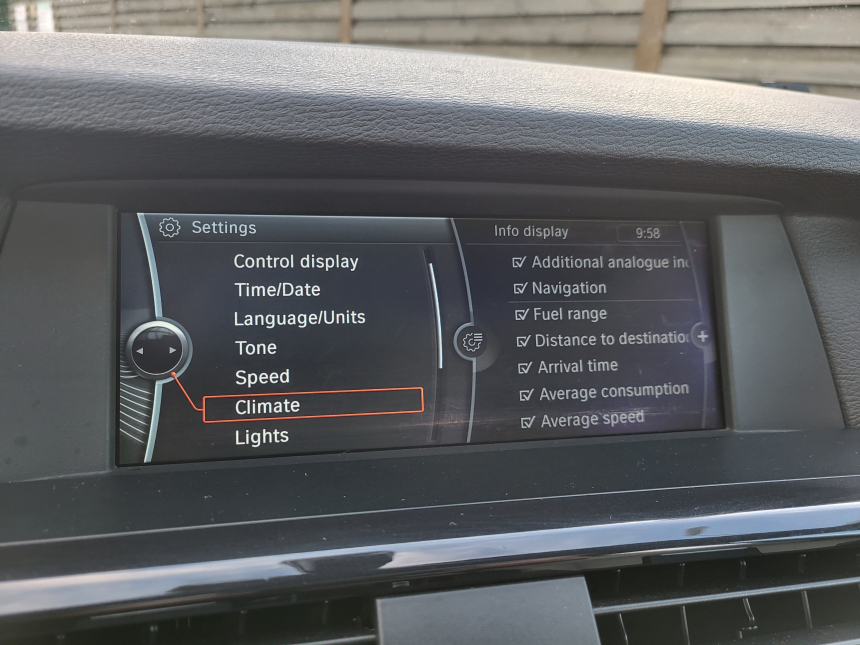 Settings
Control display
Time/Date
Language/Units
Tone
Speed
Climate
Lights
Info display 9:58
Additional analogue in
Navigation
Fuel range
Distance to destinatio
Arrival time
Average consumption
Average speed